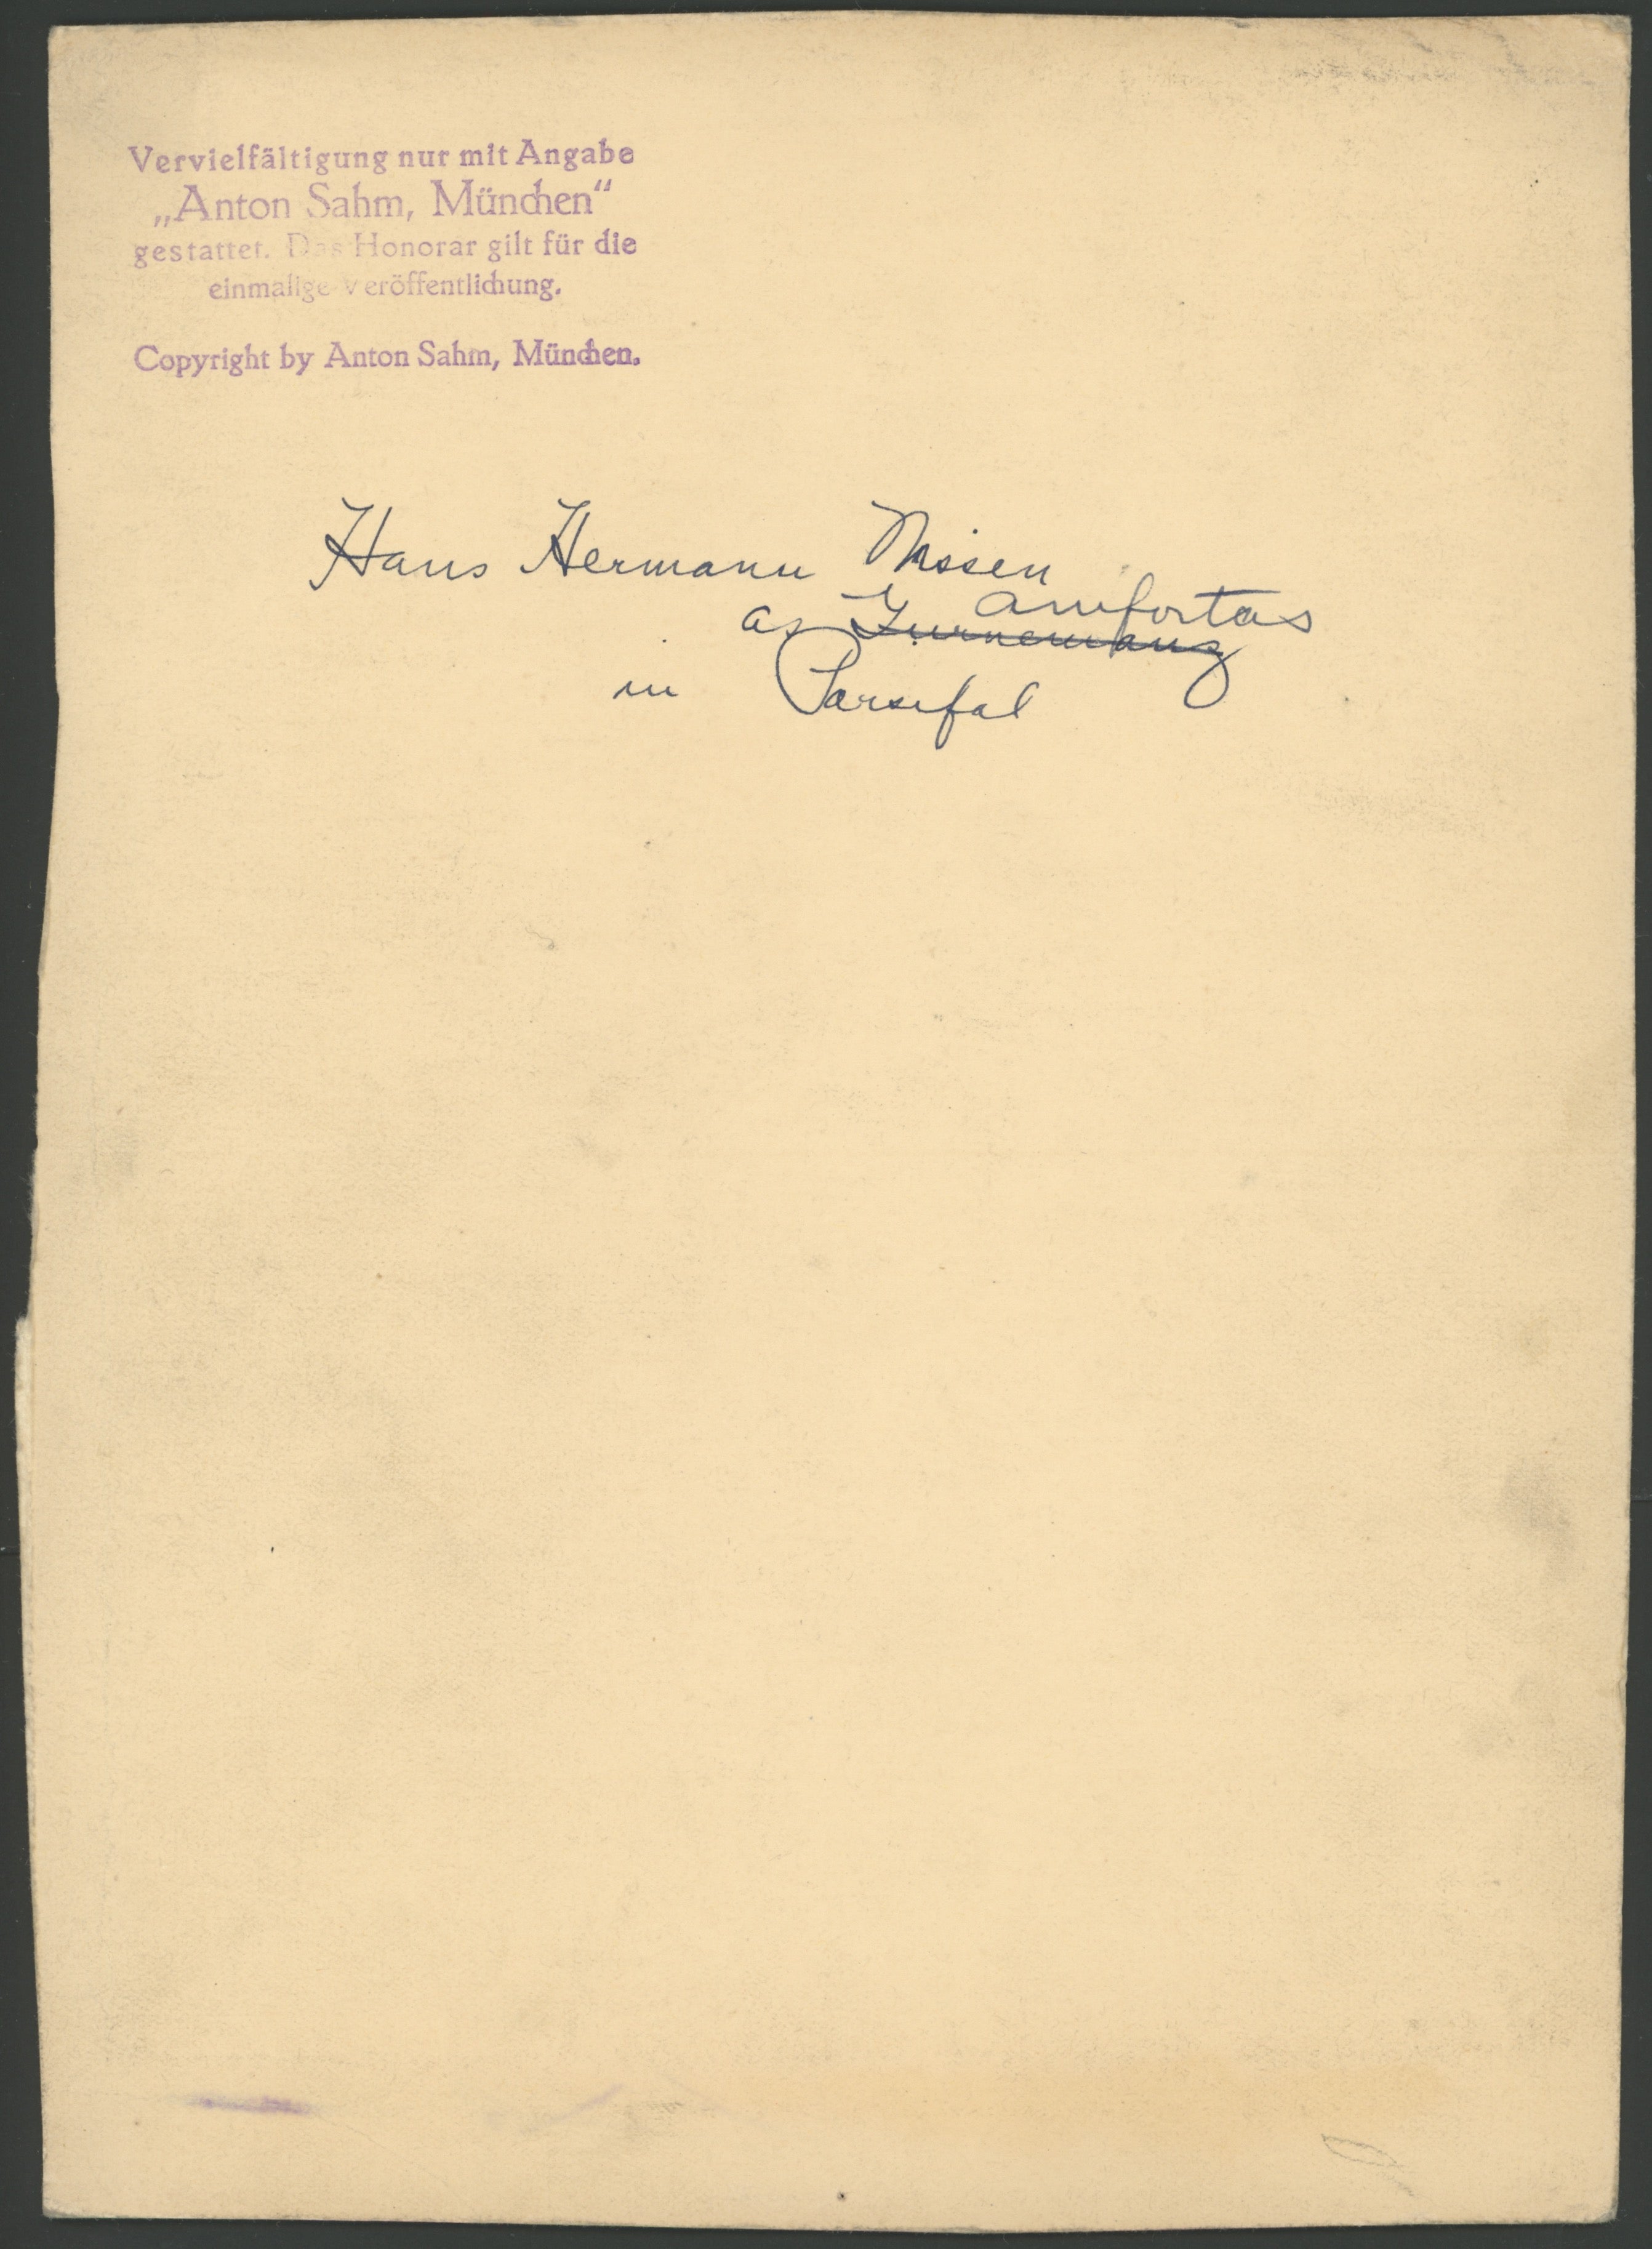 Vervielfältigung nur mit Angabe
„Anton Sahm, München“
gestattet. Das Honorar gilt für die
einmalige Veröffentlichung.
Copyright by Anton Sahm, München.
Hans Hermann Nissen
Amfortas
as Gurnemanz
in Parsifal